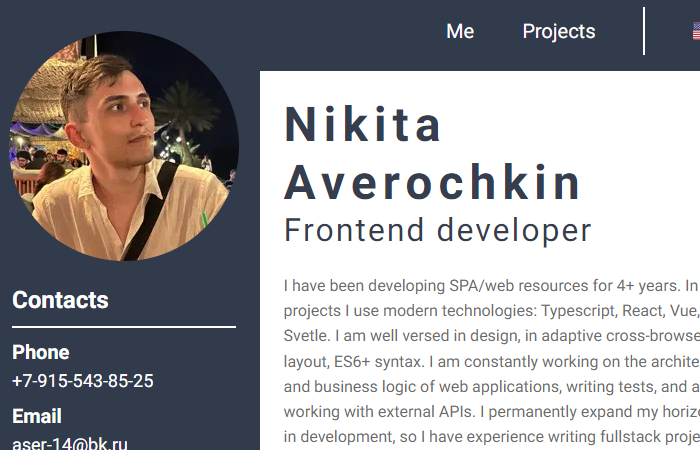 Me Projects
Nikita
Averochkin
Frontend developer
Contacts
Phone
+7-915-543-85-25
Email
aser-14@bk.ru
I have been developing SPA/web resources for 4+ years. In
projects I use modern technologies: Typescript, React, Vue,
Svetle. I am well versed in design, in adaptive cross-browse
layout, ES6+ syntax. I am constantly working on the archite
and business logic of web applications, writing tests, and a
working with external APIs. I permanently expand my horizo
in development, so I have experience writing fullstack proje